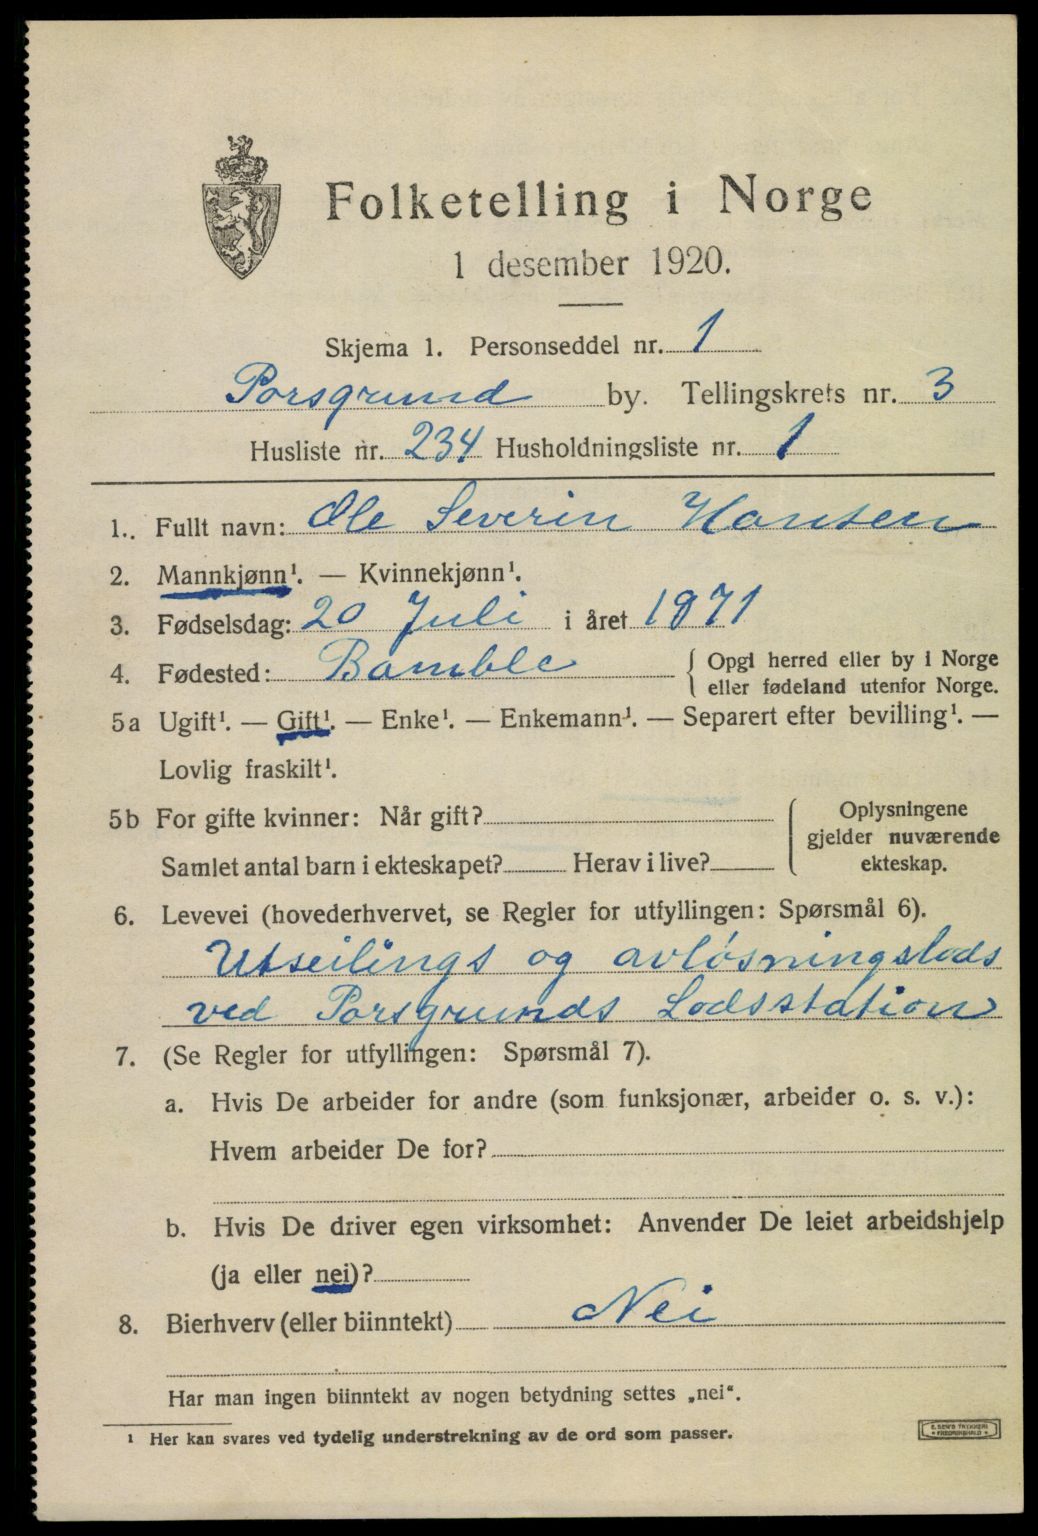 Folketelling i Norge
1 desember 1920.
Skjema 1. Personseddel nr. 1
Porsgrund by. Tellingskrets nr. 3
Husliste nr. 234 Husholdningsliste nr. 1
1. Fullt navn: Ole Severin Hansen
2. Mannkjønn¹. — Kvinnekjønn¹.
3. Fødselsdag: 20 Juli i året 1871
4. Fødested: Bamble { Opgi herred eller by i Norge
eller fødeland utenfor Norge.
5a Ugift¹. — Gift¹. — Enke¹. — Enkemann¹. — Separert efter bevilling¹. —
Lovlig fraskilt¹.
5b For gifte kvinner: Når gift? { Oplysningene
gjelder nuværende
Samlet antal barn i ekteskapet? Herav i live? ekteskap.
6. Levevei (hovederhvervet, se Regler for utfyllingen: Spørsmål 6).
Utseilings og avløsningslods
ved Porsgrunds Lodsstation
7. (Se Regler for utfyllingen: Spørsmål 7).
a. Hvis De arbeider for andre (som funksjonær, arbeider o. s. v.):
Hvem arbeider De for?
b. Hvis De driver egen virksomhet: Anvender De leiet arbeidshjelp
(ja eller nei)?
8. Bierhverv (eller biinntekt) Nei
Har man ingen biinntekt av nogen betydning settes „nei“.
¹ Her kan svares ved tydelig understrekning av de ord som passer.
E. SEM'S TRYKKERI
* FREDRIKSHALD *